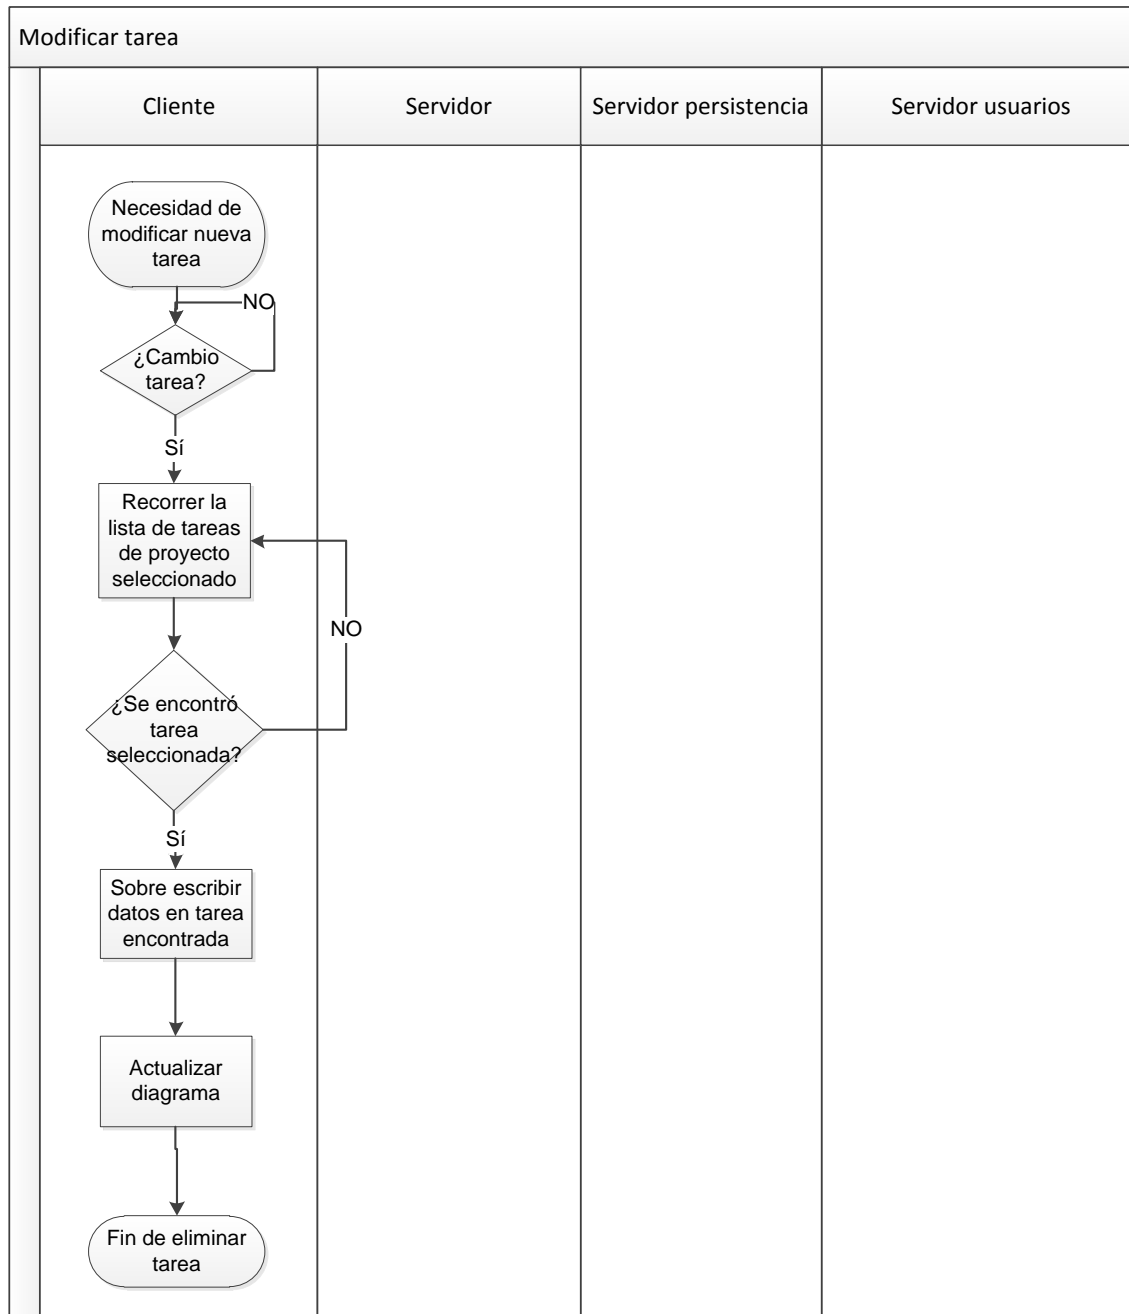 Modificar tarea
Cliente
Servidor
Servidor persistencia
Servidor usuarios
Necesidad de
modificar nueva
tarea
NO
¿Cambio
tarea?
Sí
Recorrer la
lista de tareas
de proyecto
seleccionado
NO
¿Se encontró
tarea
seleccionada?
Sí
Sobre escribir
datos en tarea
encontrada
Actualizar
diagrama
Fin de eliminar
tarea